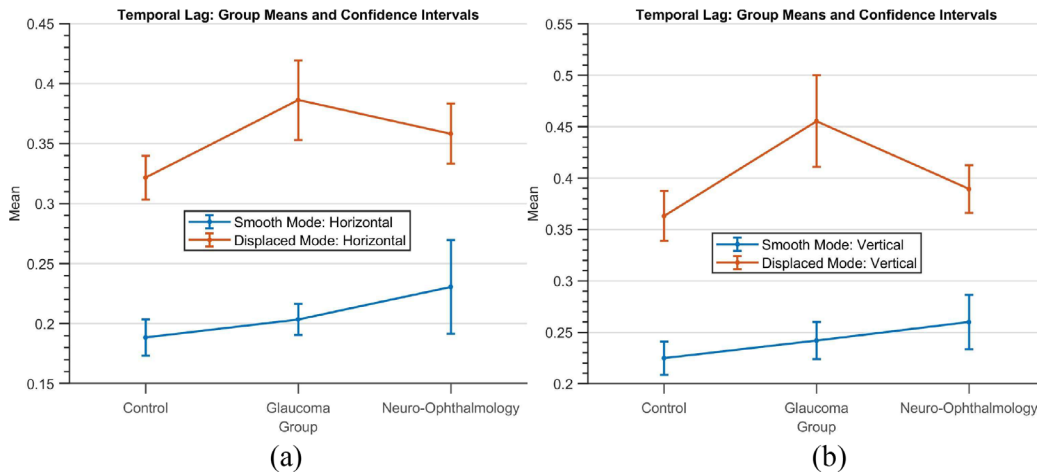 Temporal Lag: Group Means and Confidence Intervals
0.45
0.4
0.35
0.3
0.25
0.2
0.15
Mean
Smooth Mode: Horizontal
Displaced Mode: Horizontal
Control Glaucoma Neuro-Ophthalmology
Group
(a)
Temporal Lag: Group Means and Confidence Intervals
0.55
0.5
0.45
0.4
0.35
0.3
0.25
0.2
Mean
Smooth Mode: Vertical
Displaced Mode: Vertical
Control Glaucoma Neuro-Ophthalmology
Group
(b)